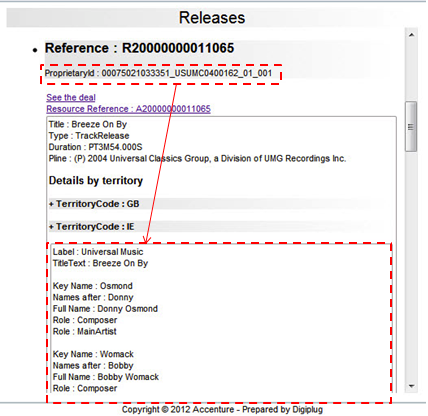 Releases
Reference : R20000000011065
ProprietaryId : 00075021033351_USUMC0400162_01_001
See the deal
Resource Reference : A20000000011065
Title : Breeze On By
Type : TrackRelease
Duration : PT3M54.000S
Pline : (P) 2004 Universal Classics Group, a Division of UMG Recordings Inc.
Details by territory
+ TerritoryCode : GB
+ TerritoryCode : IE
Label : Universal Music
TitleText : Breeze On By
Key Name : Osmond
Names after : Donny
Full Name : Donny Osmond
Role : Composer
Role : MainArtist
Key Name : Womack
Names after : Bobby
Full Name : Bobby Womack
Role : Composer
Copyright © 2012 Accenture - Prepared by Digiplug